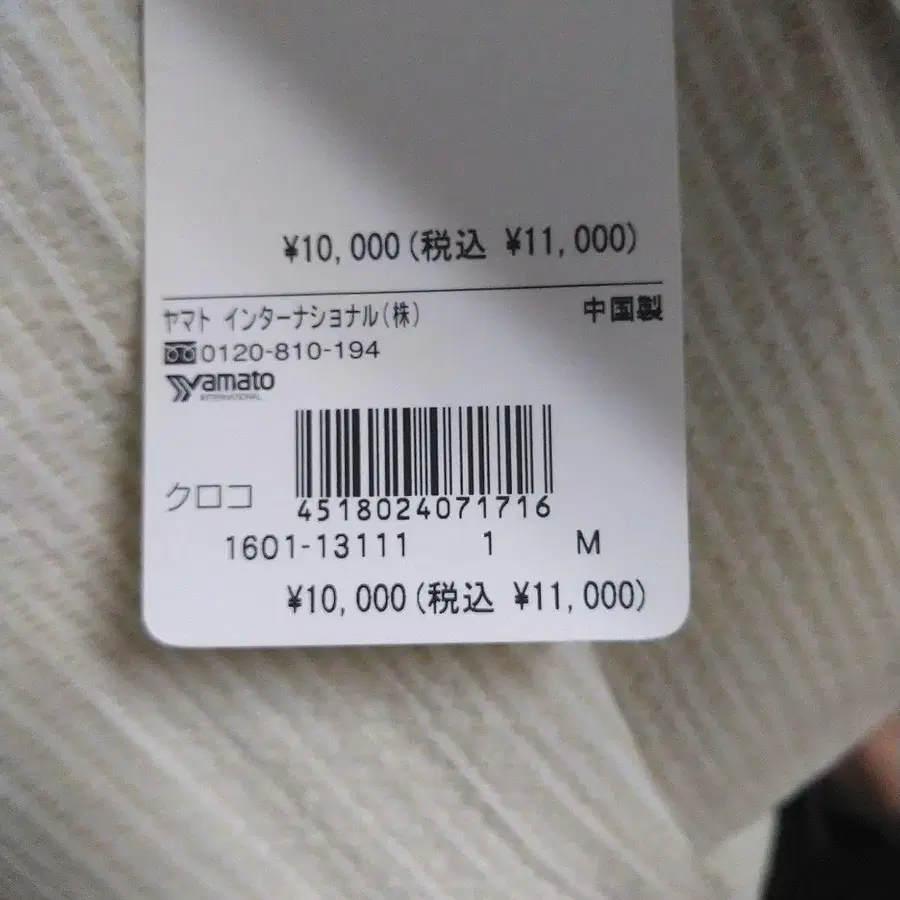 ¥10,000(税込 ¥11,000)
ヤマト インターナショナル(株) 中国製
0120-810-194
Yamato
INTERNATIONAL
クロコ
4518024071716
1601-13111 1 M
¥10,000(税込 ¥11,000)